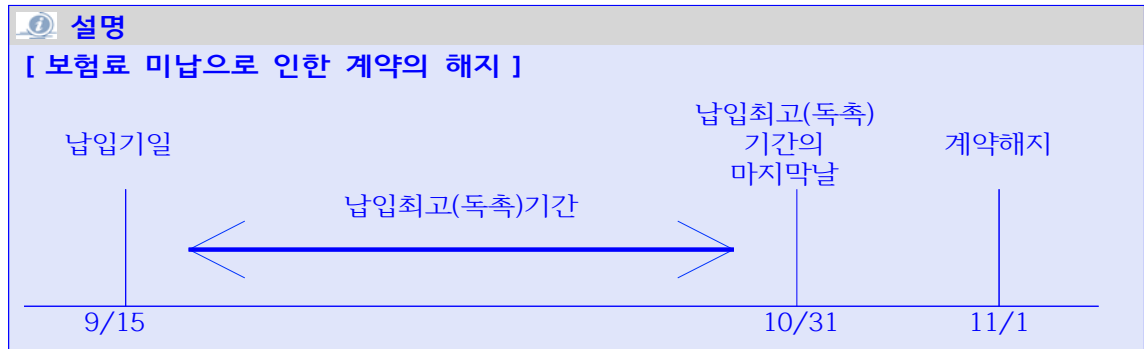 설명
[ 보험료 미납으로 인한 계약의 해지 ]
납입기일
납입최고(독촉)기간
납입최고(독촉)
기간의
마지막날
계약해지
9/15
10/31
11/1